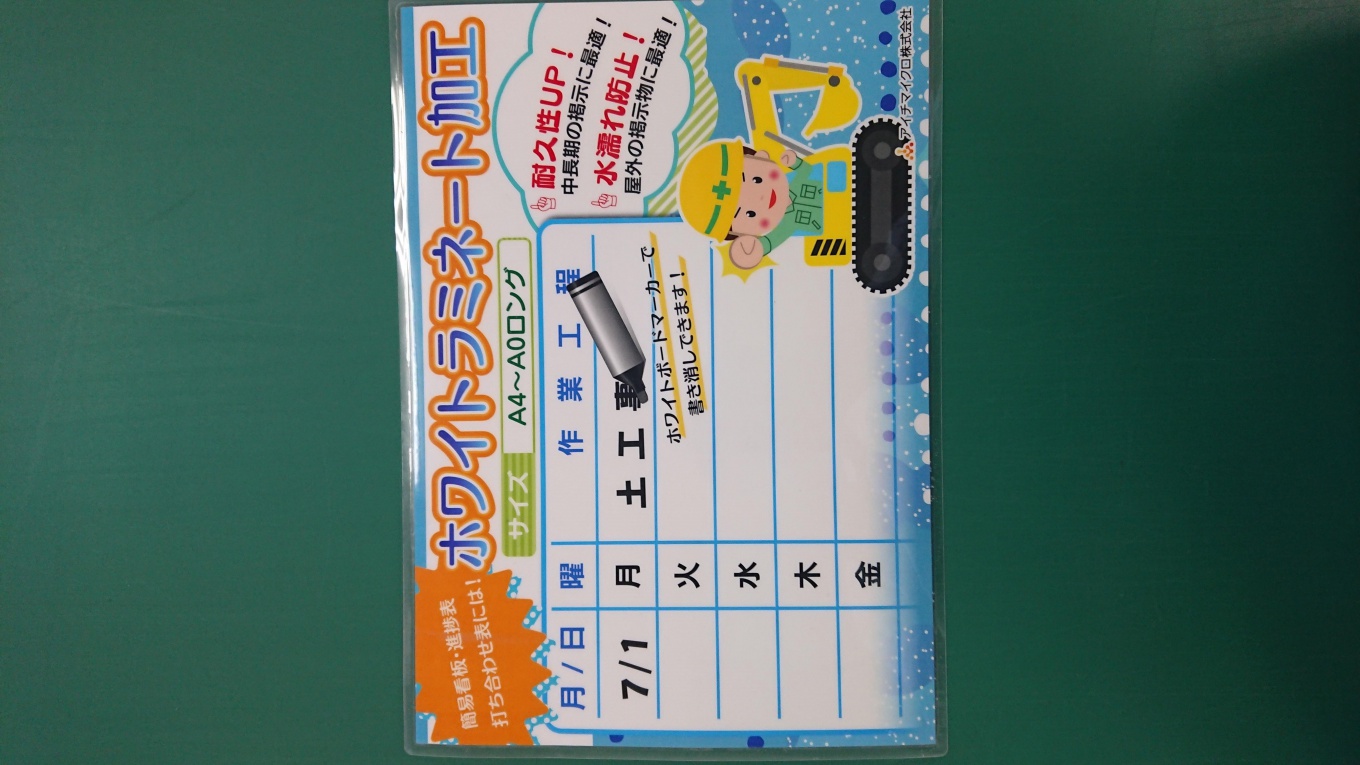 簡易看板・進捗表
打ち合わせ表には!
ホワイトラミネート加工
サイズ A4～A0ロング
耐久性UP!
中長期の掲示に最適!
水濡れ防止!
屋外の掲示物に最適!
月/日 曜 作業工程
7/1 月 土工事
ホワイトボードマーカーで
書き消しできます!
火
水
木
金
アイチマイクロ株式会社